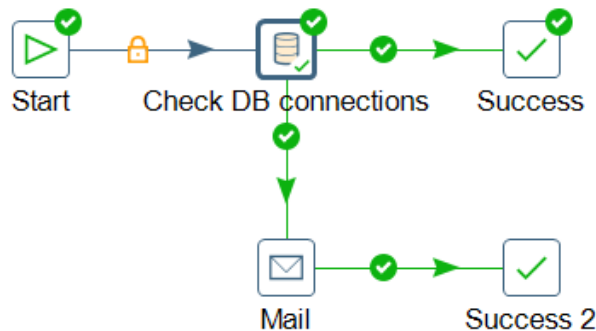 Start
Check DB connections
Success
Mail
Success 2